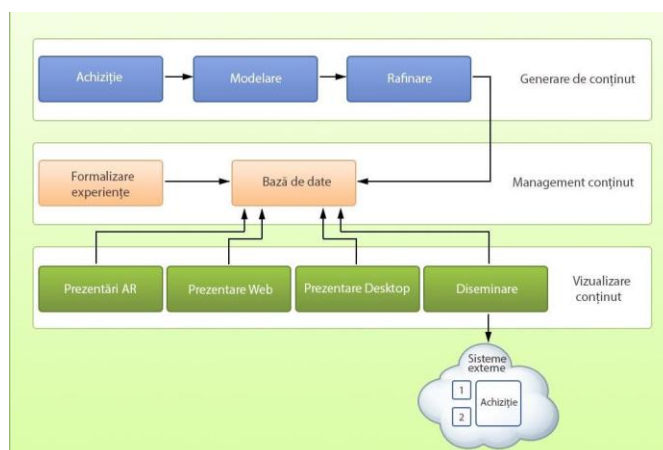 Achiziție
Modelare
Rafinare
Generare de conținut
Formalizare
experiențe
Bază de date
Management conținut
Prezentări AR
Prezentare Web
Prezentare Desktop
Diseminare
Vizualizare
conținut
Sisteme
externe
1
2
Achiziție